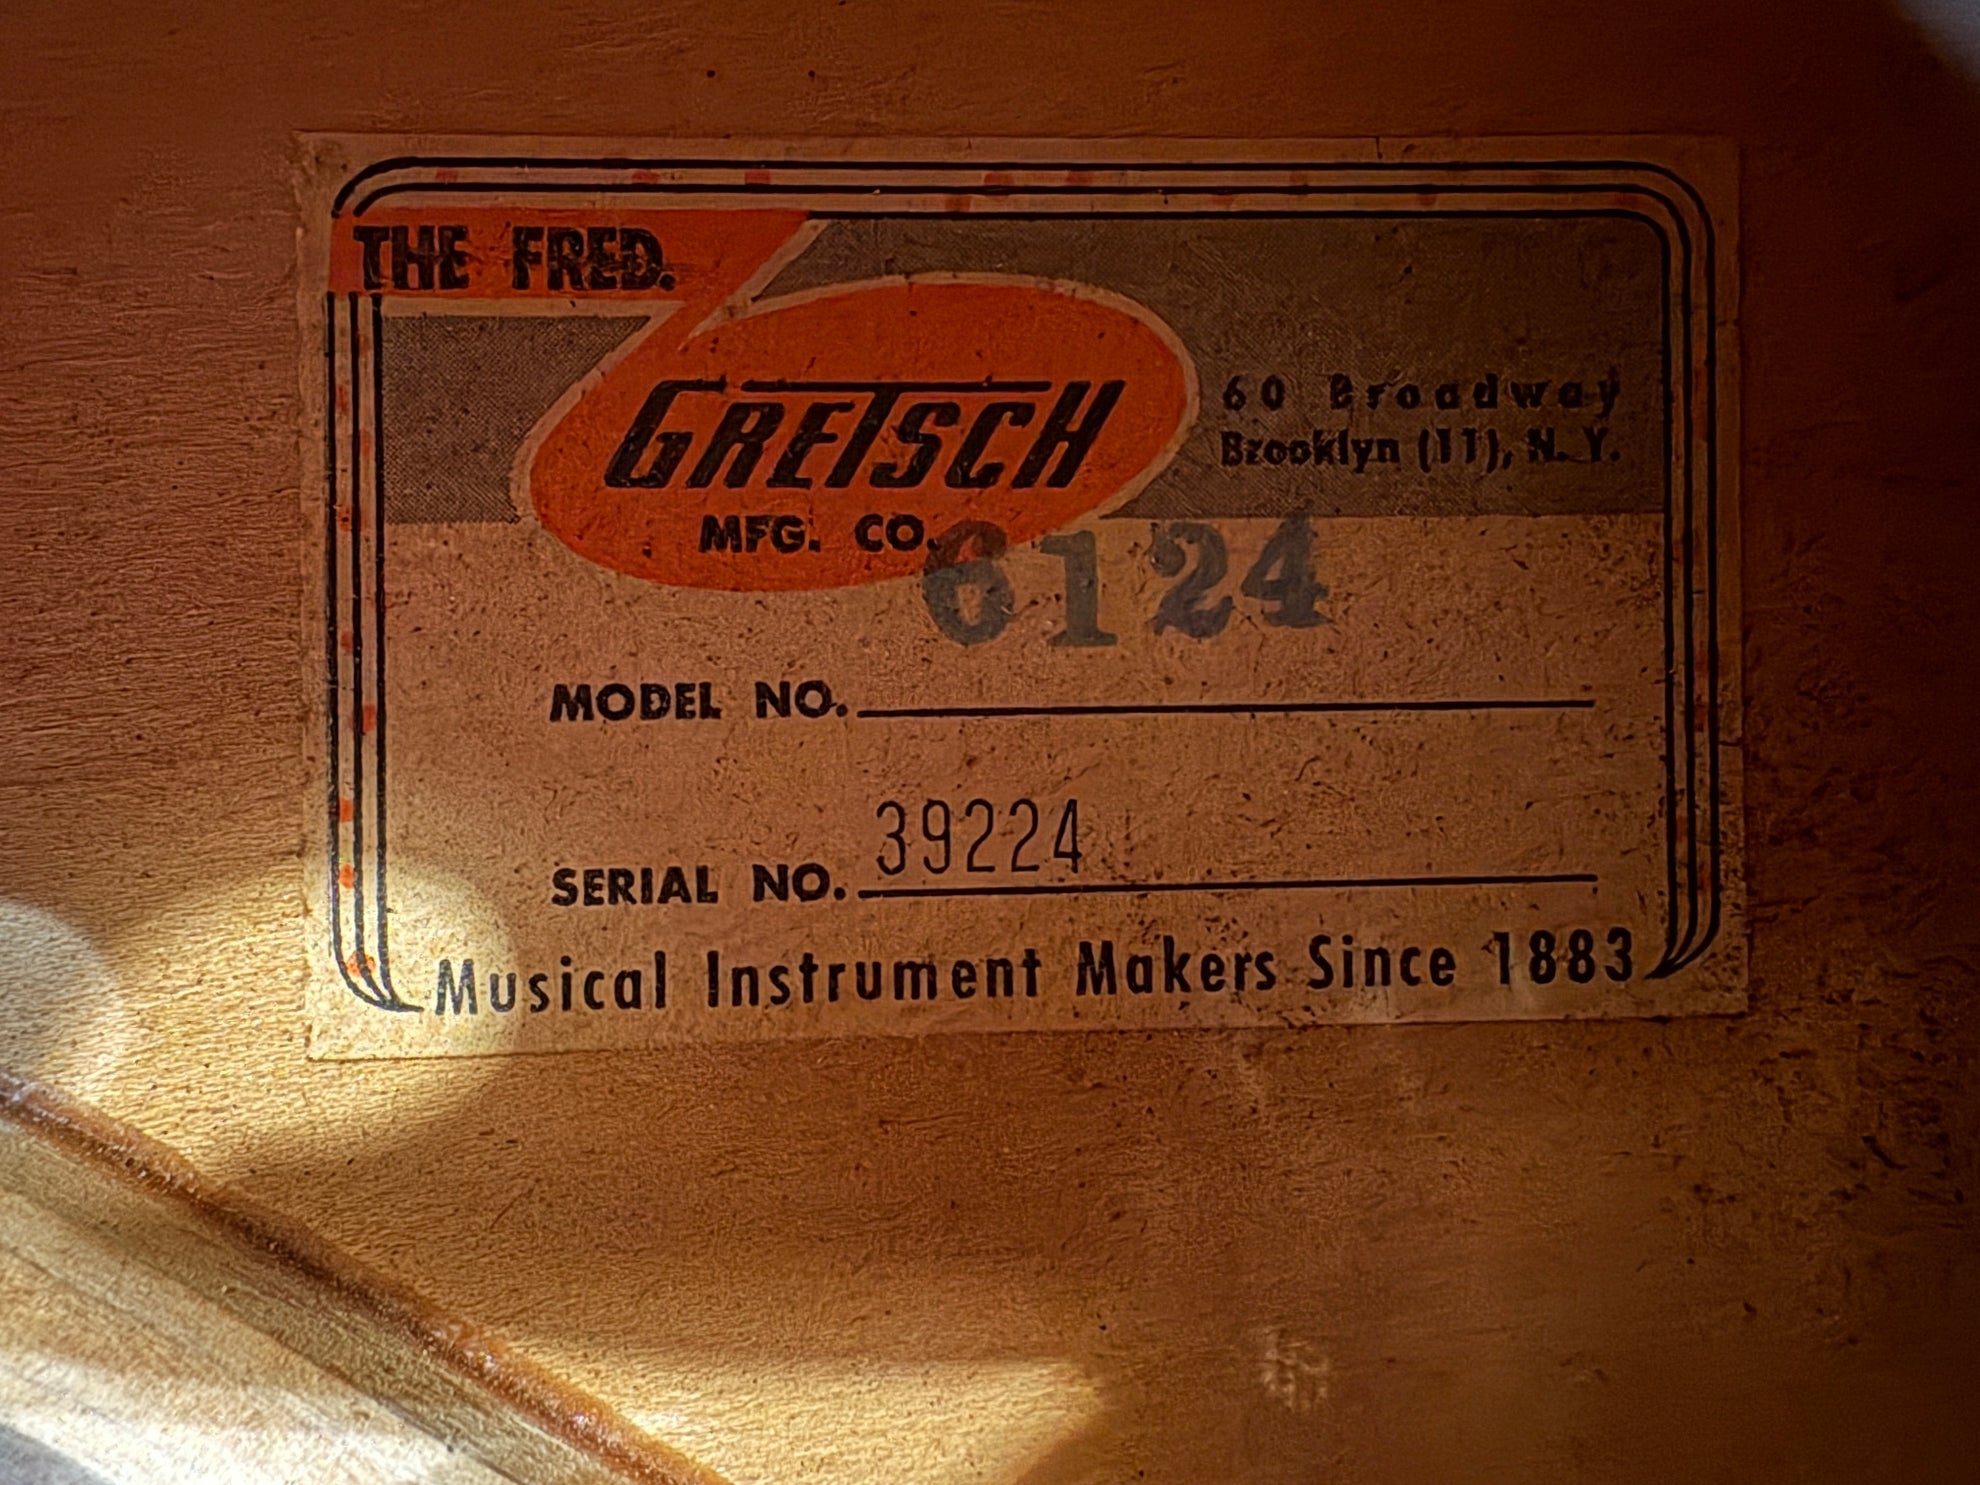 THE FRED.
GRETSCH
MFG. CO.
60 Broadway
Brooklyn (11), N. Y.
6124
MODEL NO.
SERIAL NO. 39224
Musical Instrument Makers Since 1883